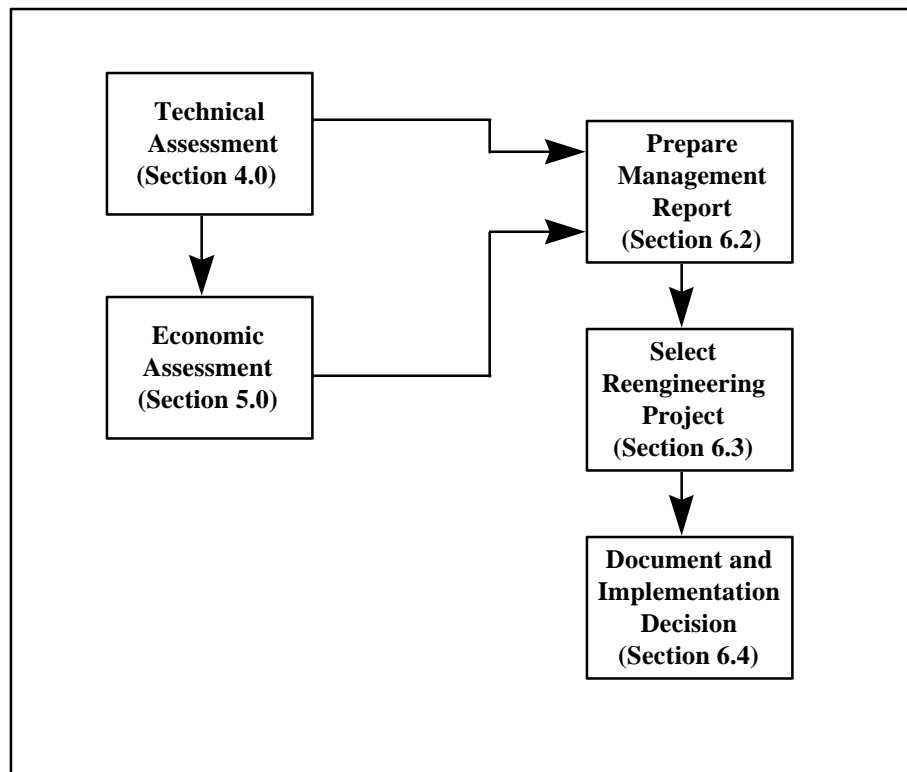 Technical
Assessment
(Section 4.0)
Economic
Assessment
(Section 5.0)
Prepare
Management
Report
(Section 6.2)
Select
Reengineering
Project
(Section 6.3)
Document and
Implementation
Decision
(Section 6.4)